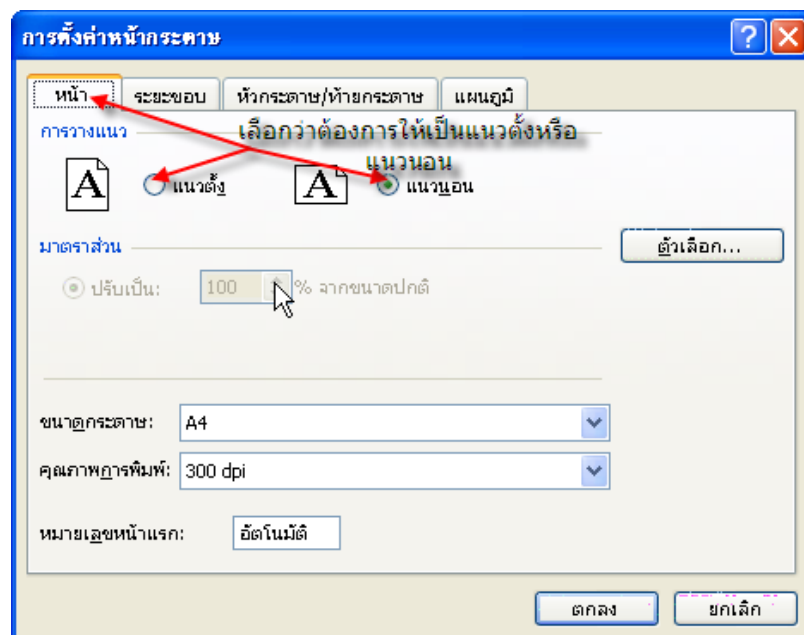 การตั้งค่าหน้ากระดาษ
หน้า ระยะขอบ หัวกระดาษ/ท้ายกระดาษ แผนภูมิ
การวางแนว
เลือกว่าต้องการให้เป็นแนวตั้งหรือ
แนวนอน
A แนวตั้ง A แนวนอน
มาตราส่วน
ตัวเลือก...
ปรับเป็น: 100 % จากขนาดปกติ
ขนาดกระดาษ: A4
คุณภาพการพิมพ์: 300 dpi
หมายเลขหน้าแรก: อัตโนมัติ
ตกลง ยกเลิก